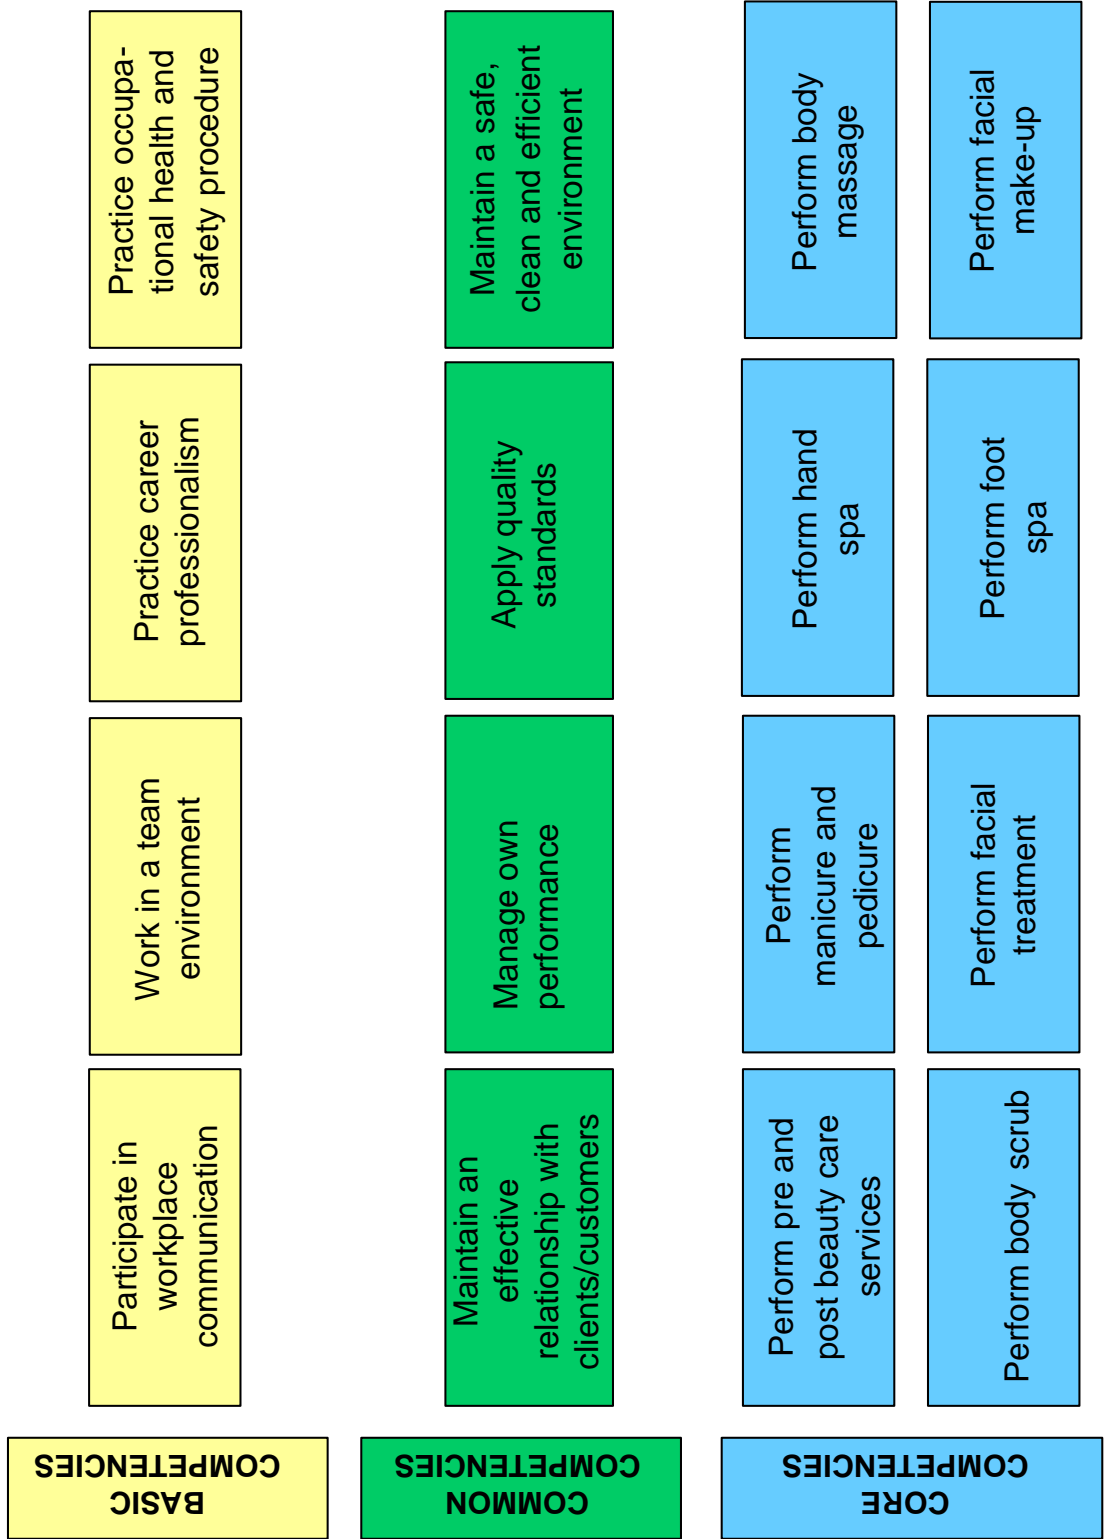 BASIC
COMPETENCIES
Participate in
workplace
communication
Work in a team
environment
Practice career
professionalism
Practice occupa-
tional health and
safety procedure
COMMON
COMPETENCIES
Maintain an
effective
relationship with
clients/customers
Manage own
performance
Apply quality
standards
Maintain a safe,
clean and efficient
environment
CORE
COMPETENCIES
Perform pre and
post beauty care
services
Perform
manicure and
pedicure
Perform hand
spa
Perform body
massage
Perform body scrub
Perform facial
treatment
Perform foot
spa
Perform facial
make-up